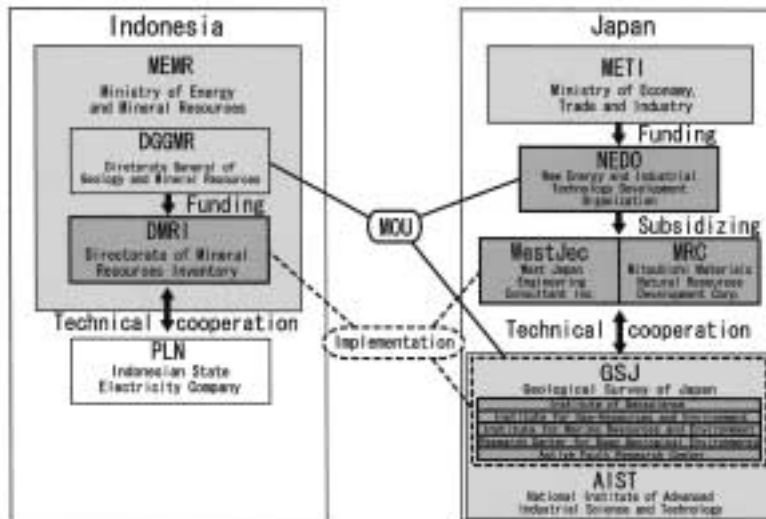 Indonesia
MEMR
Ministry of Energy
and Mineral Resources
DGGMR
Diretorate General of
Geology and Mineral Resources
Funding
DMRI
Directorate of Mineral
Resources Inventory
Technical cooperation
PLN
Indonesian State
Electricity Company
MOU
Implementation
Japan
METI
Ministry of Economy,
Trade and Industry
Funding
NEDO
New Energy and Industrial
Technology Development
Organization
Subsidizing
WestJec
West Japan
Engineering
Consultant Inc.
MRC
Mitsubishi Materials
Natural Resources
Development Corp.
Technical cooperation
GSJ
Geological Survey of Japan
Institute of Geoscience
Institute for Geo-Resources and Environment
Institute for Marine Resources and Environment
Research Center for Deep Geological Environments
Active Fault Research Center
AIST
National Institute of Advanced
Industrial Science and Technology